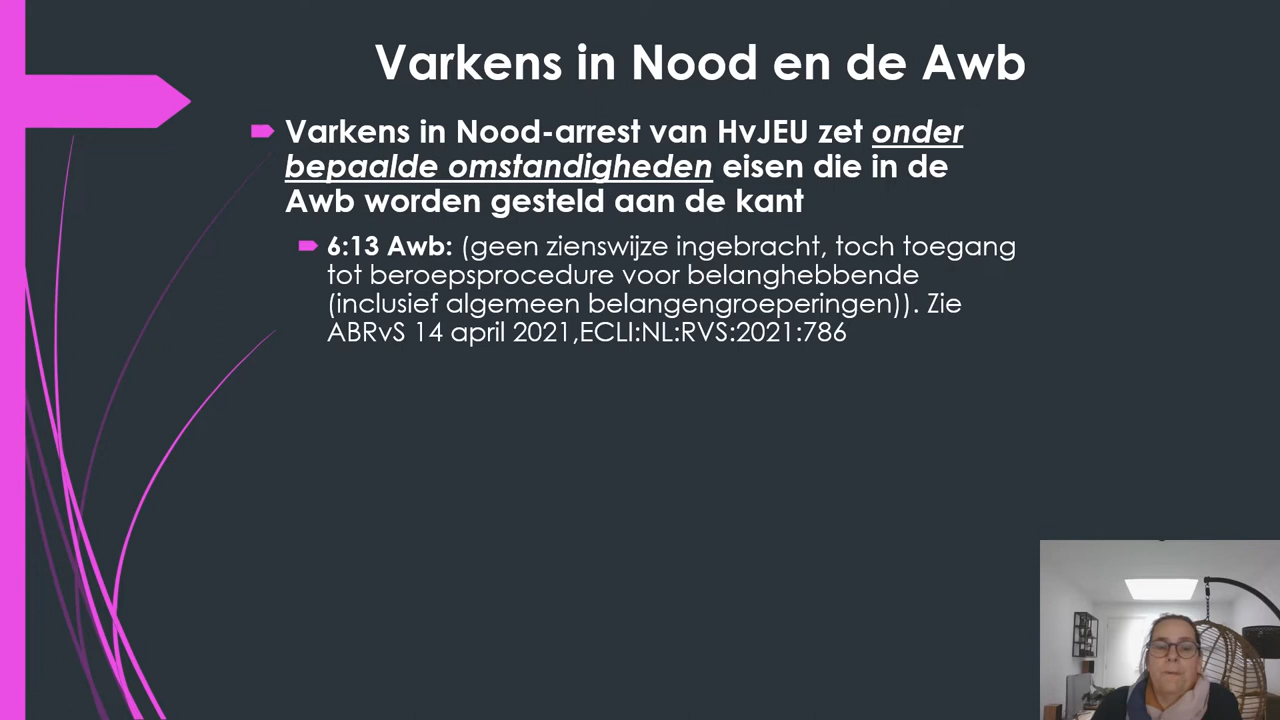 Varkens in Nood en de Awb
Varkens in Nood-arrest van HvJEU zet onder
bepaalde omstandigheden eisen die in de
Awb worden gesteld aan de kant
6:13 Awb: (geen zienswijze ingebracht, toch toegang
tot beroepsprocedure voor belanghebbende
(inclusief algemeen belangengroeperingen)). Zie
ABRvS 14 april 2021,ECLI:NL:RVS:2021:786